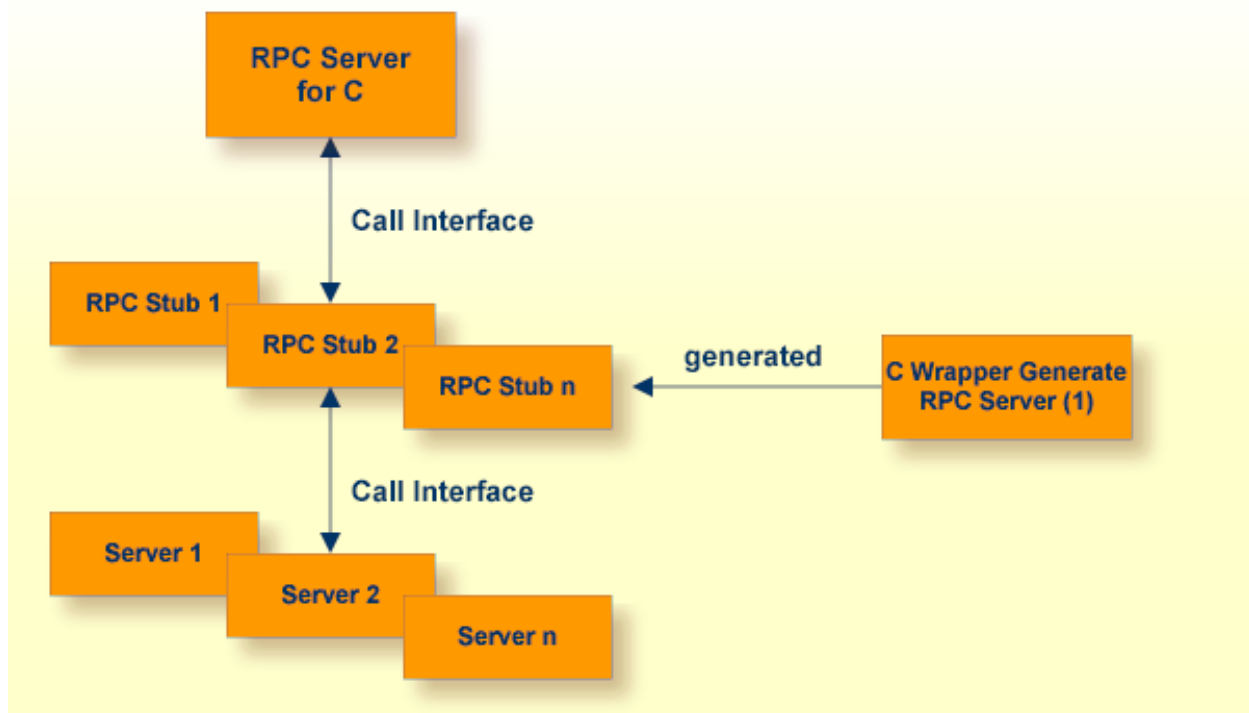 RPC Server
for C
Call Interface
RPC Stub 1
RPC Stub 2
RPC Stub n
generated
C Wrapper Generate
RPC Server (1)
Call Interface
Server 1
Server 2
Server n